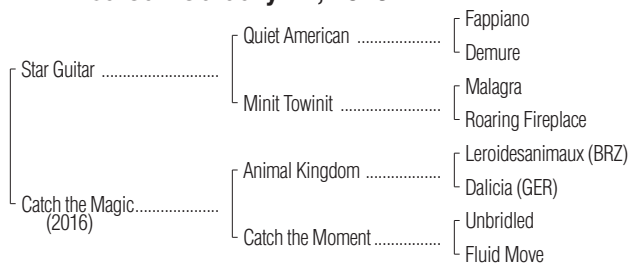 Star Guitar ............................
Quiet American ......................
Fappiano
Demure
Minit Towinit ........................
Malagra
Roaring Fireplace
Catch the Magic....................
(2016)
Animal Kingdom ..................
Leroidesanimaux (BRZ)
Dalicia (GER)
Catch the Moment................
Unbridled
Fluid Move